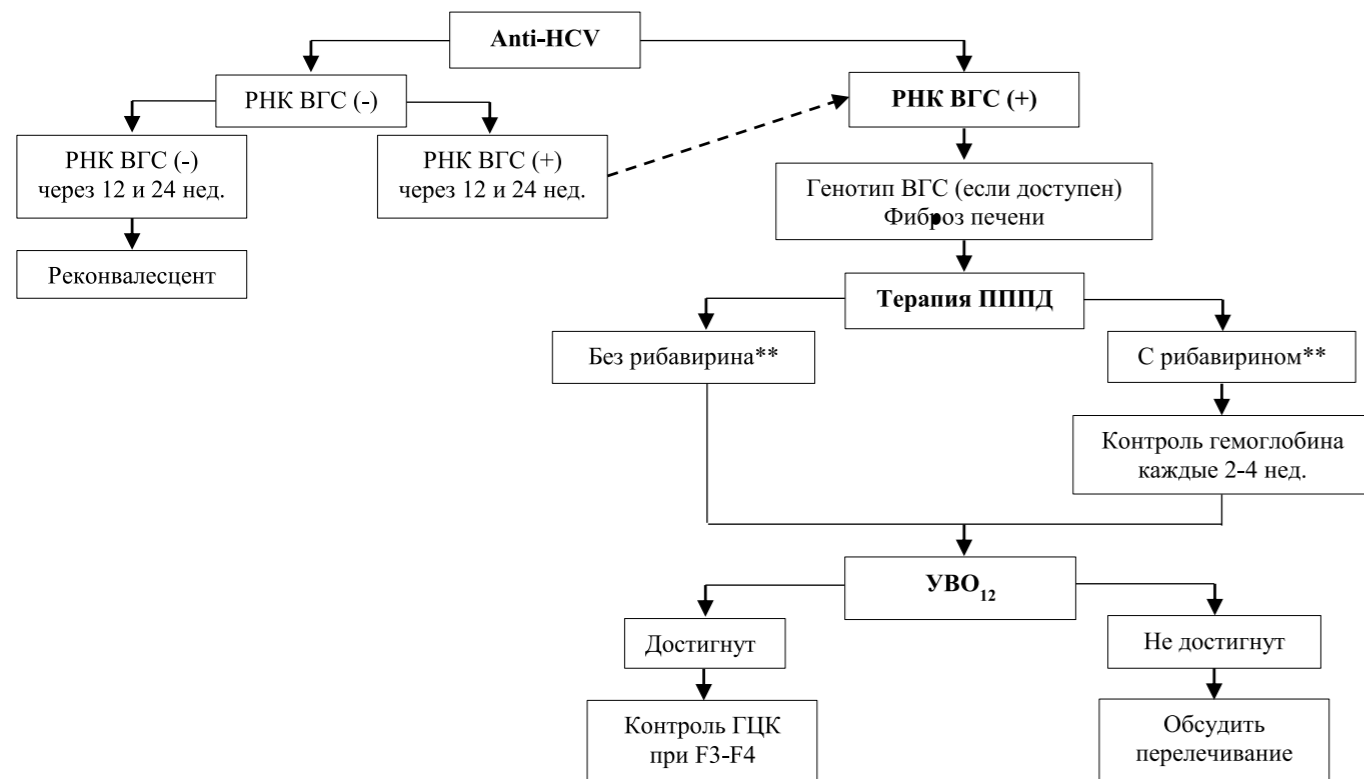 Anti-HCV
РНК ВГС (-)
РНК ВГС (+)
РНК ВГС (-)
через 12 и 24 нед.
РНК ВГС (+)
через 12 и 24 нед.
Генотип ВГС (если доступен)
Фиброз печени
Реконвалесцент
Терапия ПППД
Без рибавирина**
С рибавирином**
Контроль гемоглобина
каждые 2-4 нед.
УВО12
Достигнут
Не достигнут
Контроль ГЦК
при F3-F4
Обсудить
перелечивание